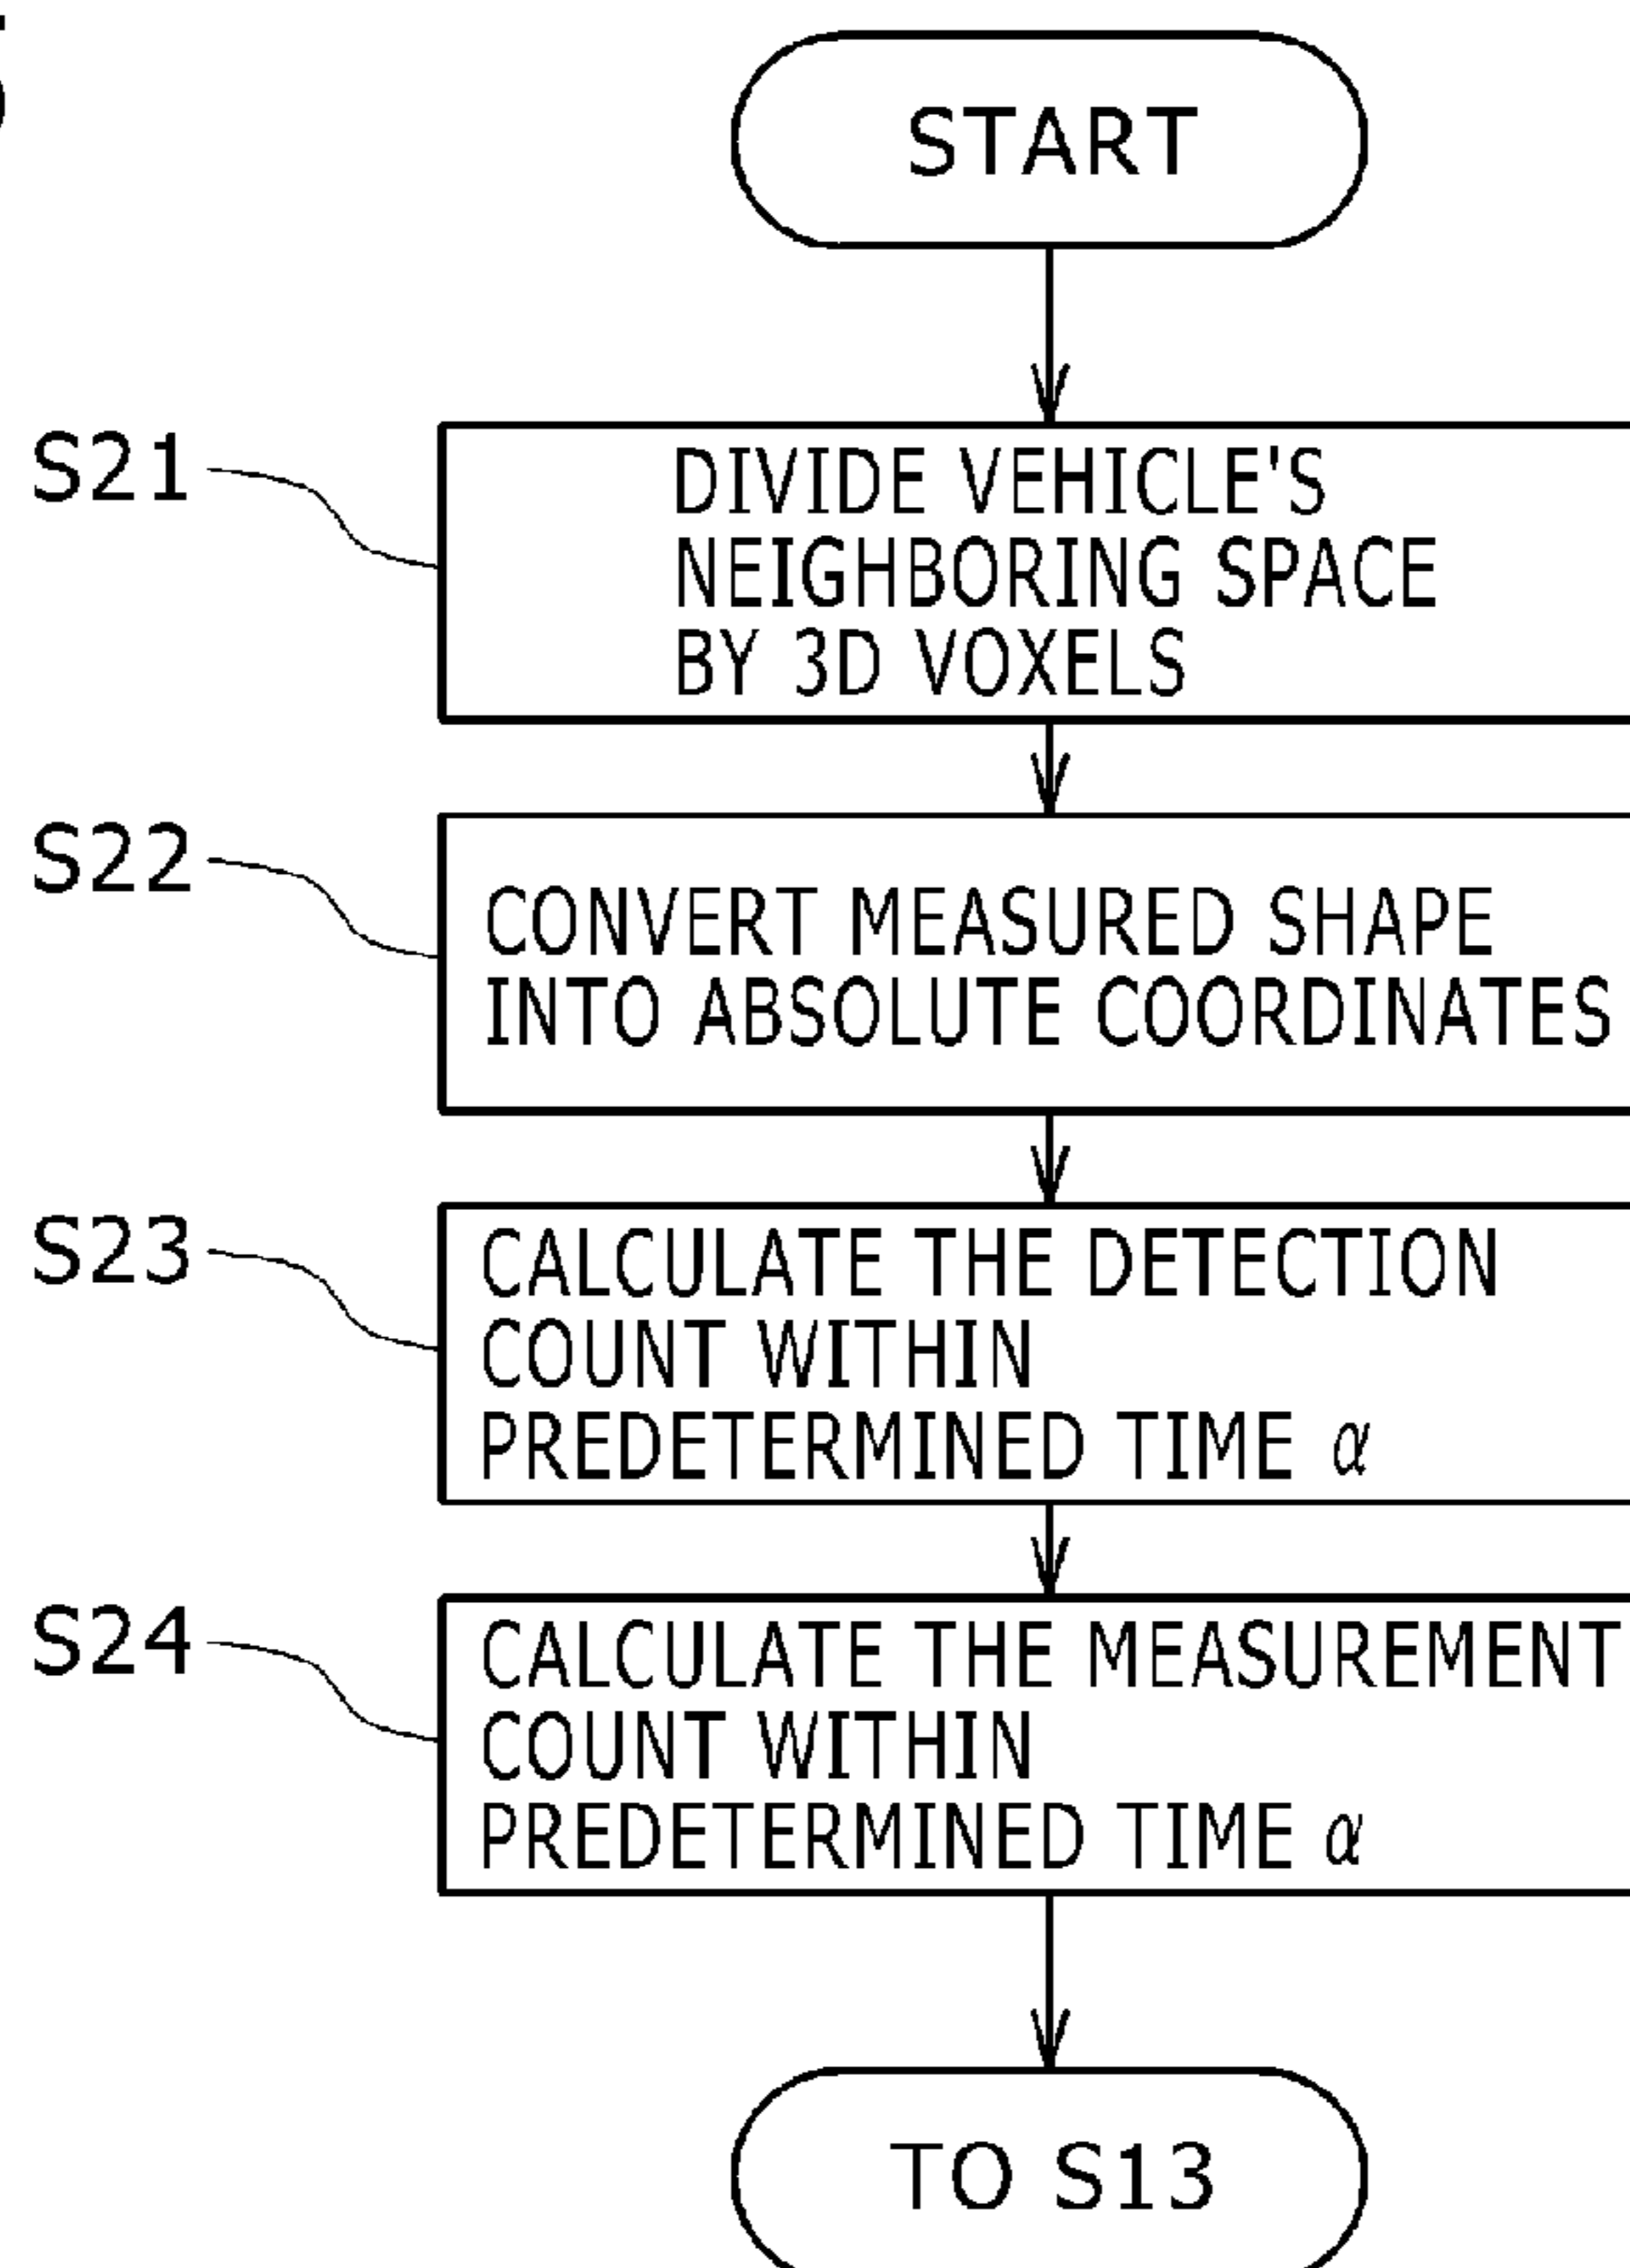 START
S21
DIVIDE VEHICLE'S
NEIGHBORING SPACE
BY 3D VOXELS
S22
CONVERT MEASURED SHAPE
INTO ABSOLUTE COORDINATES
S23
CALCULATE THE DETECTION
COUNT WITHIN
PREDETERMINED TIME α
S24
CALCULATE THE MEASUREMENT
COUNT WITHIN
PREDETERMINED TIME α
TO S13